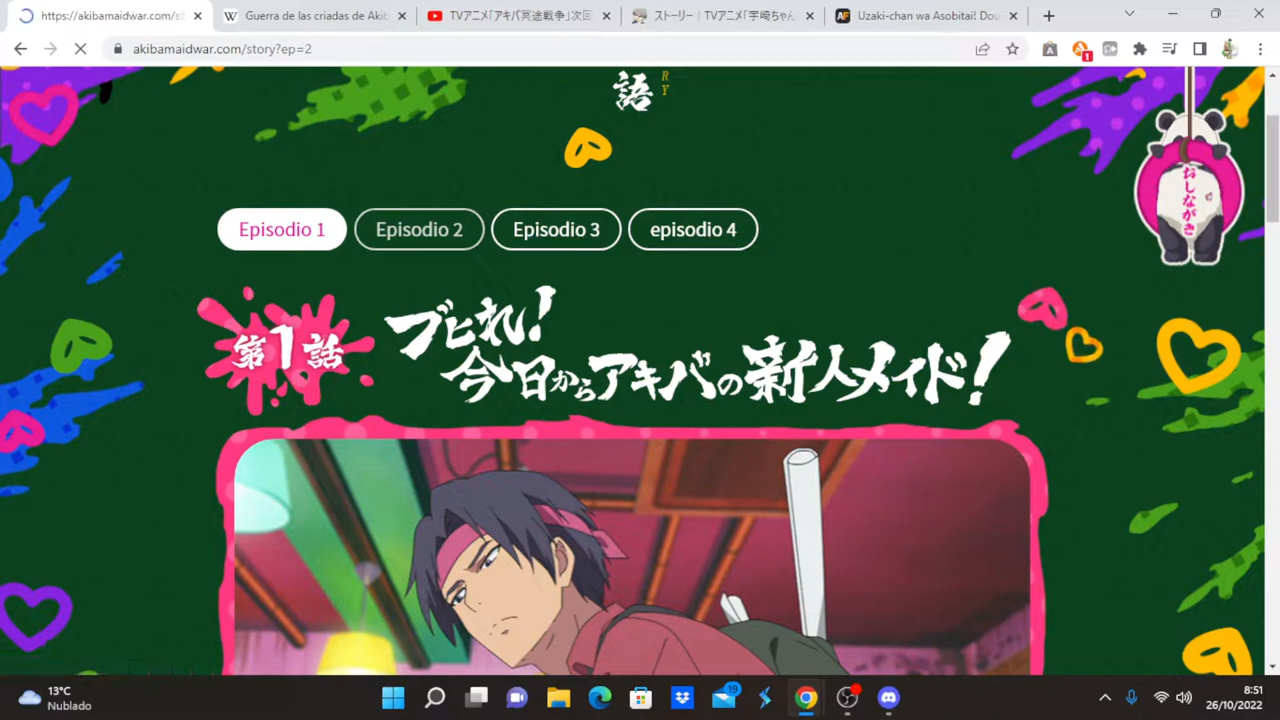 https://akibamaidwar.com/s
Guerra de las criadas de Akib
TVアニメ「アキバ冥途戦争」次回
ストーリー | TVアニメ「宇崎ちゃん
Uzaki-chan wa Asobitai! Dou
akibamaidwar.com/story?ep=2
1
語
RY
おしながき
Episodio 1
Episodio 2
Episodio 3
episodio 4
第1話
ブヒれ!
今日からアキバの新人メイド!
13°C
Nublado
19
8:51
26/10/2022